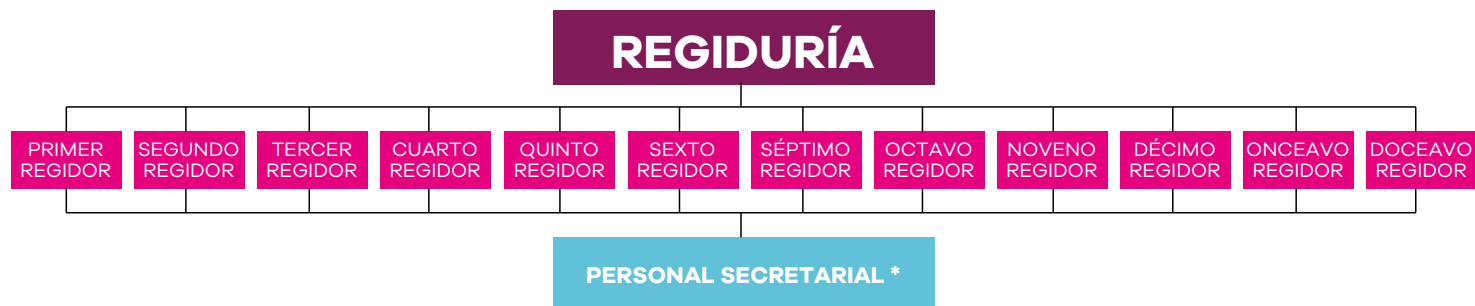 REGIDURÍA
PRIMER
REGIDOR
SEGUNDO
REGIDOR
TERCER
REGIDOR
CUARTO
REGIDOR
QUINTO
REGIDOR
SEXTO
REGIDOR
SÉPTIMO
REGIDOR
OCTAVO
REGIDOR
NOVENO
REGIDOR
DÉCIMO
REGIDOR
ONCEAVO
REGIDOR
DOCEAVO
REGIDOR
PERSONAL SECRETARIAL *